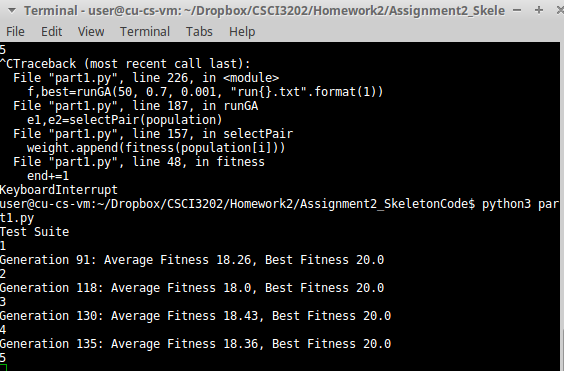 Terminal - user@cu-cs-vm: ~/Dropbox/CSCI3202/Homework2/Assignment2_Skele
File Edit View Terminal Tabs Help
5
^CTraceback (most recent call last):
  File "part1.py", line 226, in <module>
    f,best=runGA(50, 0.7, 0.001, "run{}.txt".format(1))
  File "part1.py", line 187, in runGA
    e1,e2=selectPair(population)
  File "part1.py", line 157, in selectPair
    weight.append(fitness(population[i]))
  File "part1.py", line 48, in fitness
    end+=1
KeyboardInterrupt
user@cu-cs-vm:~/Dropbox/CSCI3202/Homework2/Assignment2_SkeletonCode$ python3 par
t1.py
Test Suite
1
Generation 91: Average Fitness 18.26, Best Fitness 20.0
2
Generation 118: Average Fitness 18.0, Best Fitness 20.0
3
Generation 130: Average Fitness 18.43, Best Fitness 20.0
4
Generation 135: Average Fitness 18.36, Best Fitness 20.0
5